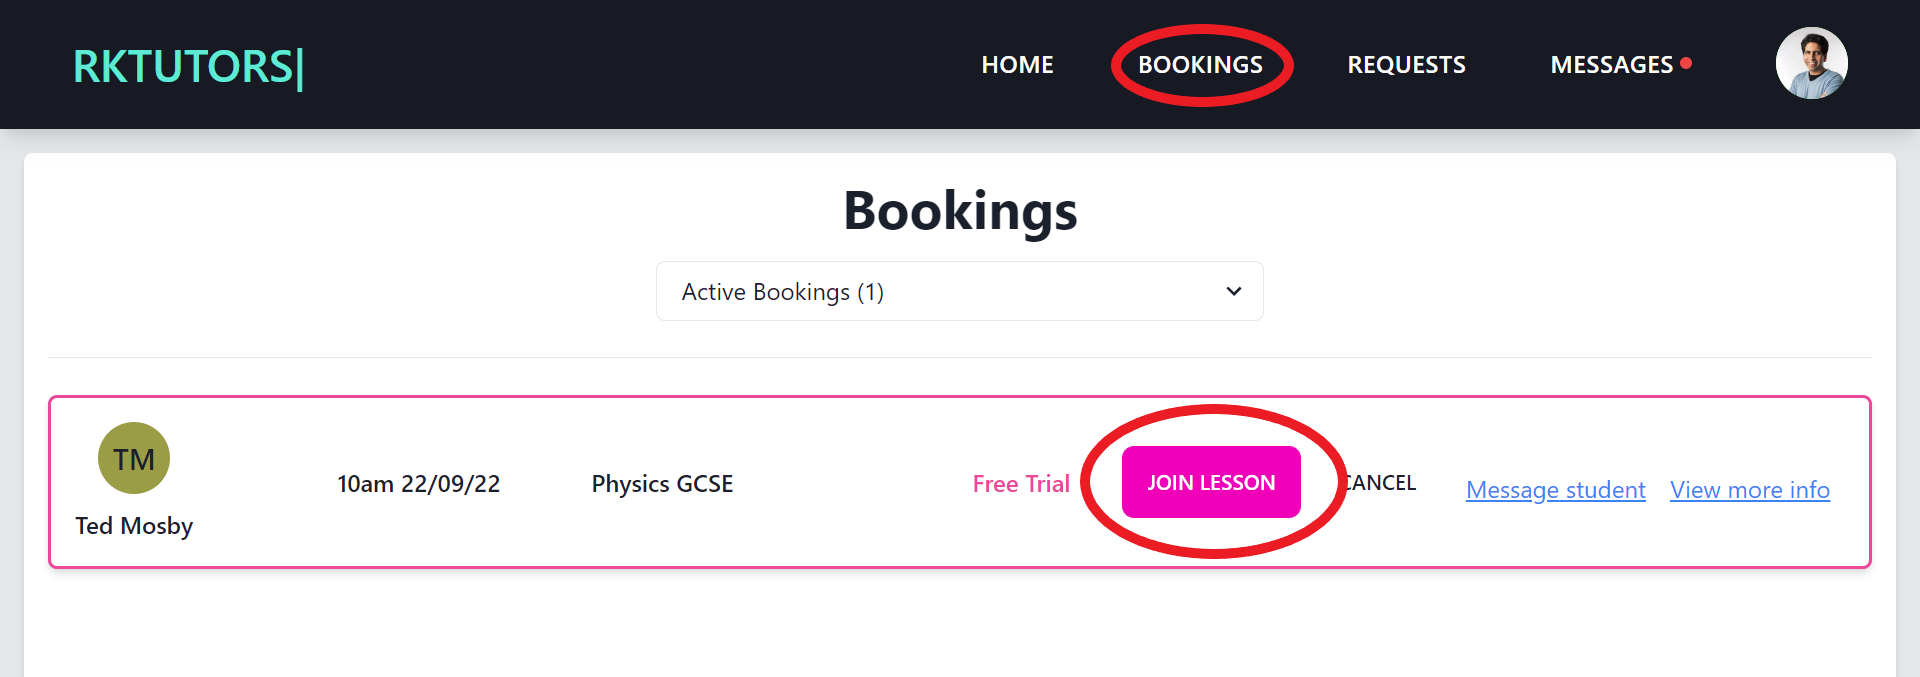 RKTUTORS|
HOME BOOKINGS REQUESTS MESSAGES
Bookings
Active Bookings (1)
TM
Ted Mosby
10am 22/09/22 Physics GCSE Free Trial JOIN LESSON CANCEL Message student View more info